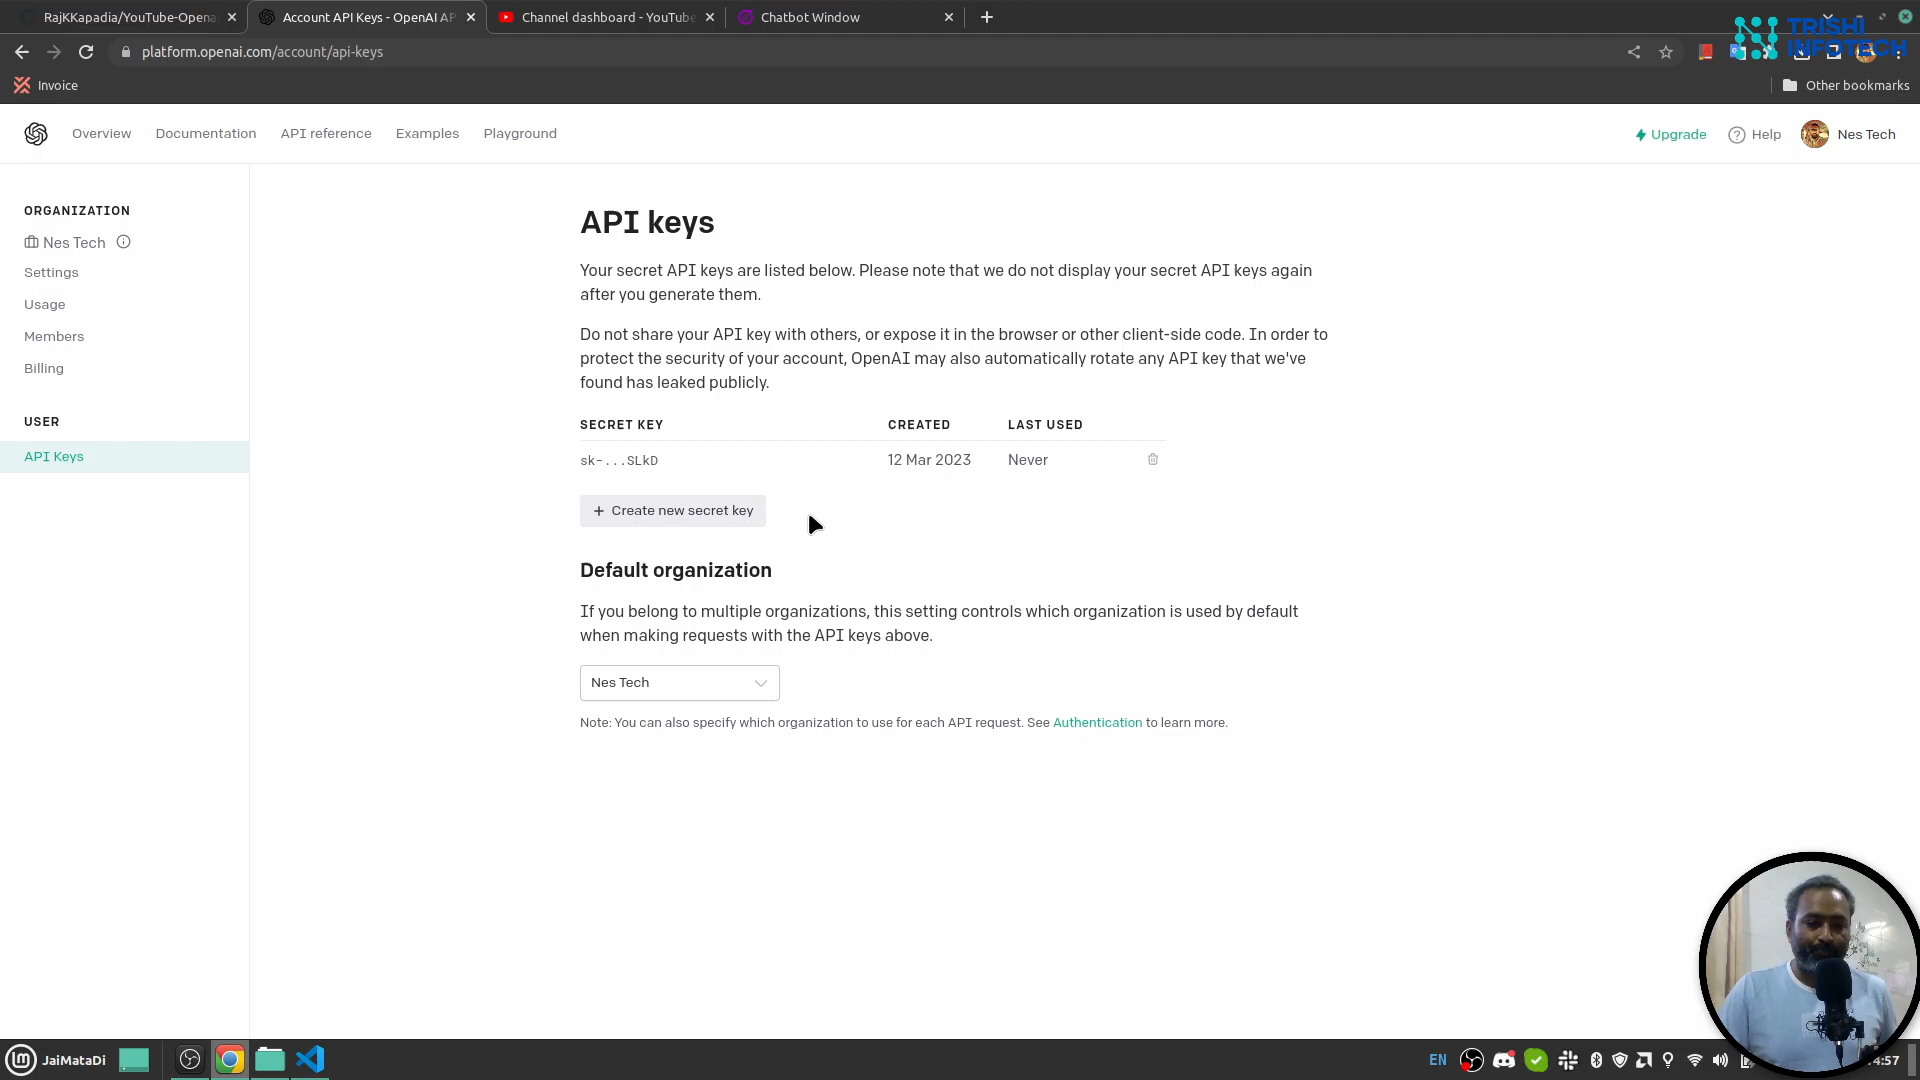 RajKKapadia/YouTube-Opena
Account API Keys - OpenAI AP
Channel dashboard - YouTube
Chatbot Window
platform.openai.com/account/api-keys
TRISHI
INFOTECH
Invoice
Other bookmarks
Overview
Documentation
API reference
Examples
Playground
Upgrade
Help
Nes Tech
ORGANIZATION
Nes Tech
Settings
Usage
Members
Billing
USER
API Keys
API keys
Your secret API keys are listed below. Please note that we do not display your secret API keys again
after you generate them.
Do not share your API key with others, or expose it in the browser or other client-side code. In order to
protect the security of your account, OpenAI may also automatically rotate any API key that we've
found has leaked publicly.
SECRET KEY CREATED LAST USED
sk-...SLkD 12 Mar 2023 Never
+ Create new secret key
Default organization
If you belong to multiple organizations, this setting controls which organization is used by default
when making requests with the API keys above.
Nes Tech
Note: You can also specify which organization to use for each API request. See Authentication to learn more.
JaiMataDi
EN
4:57